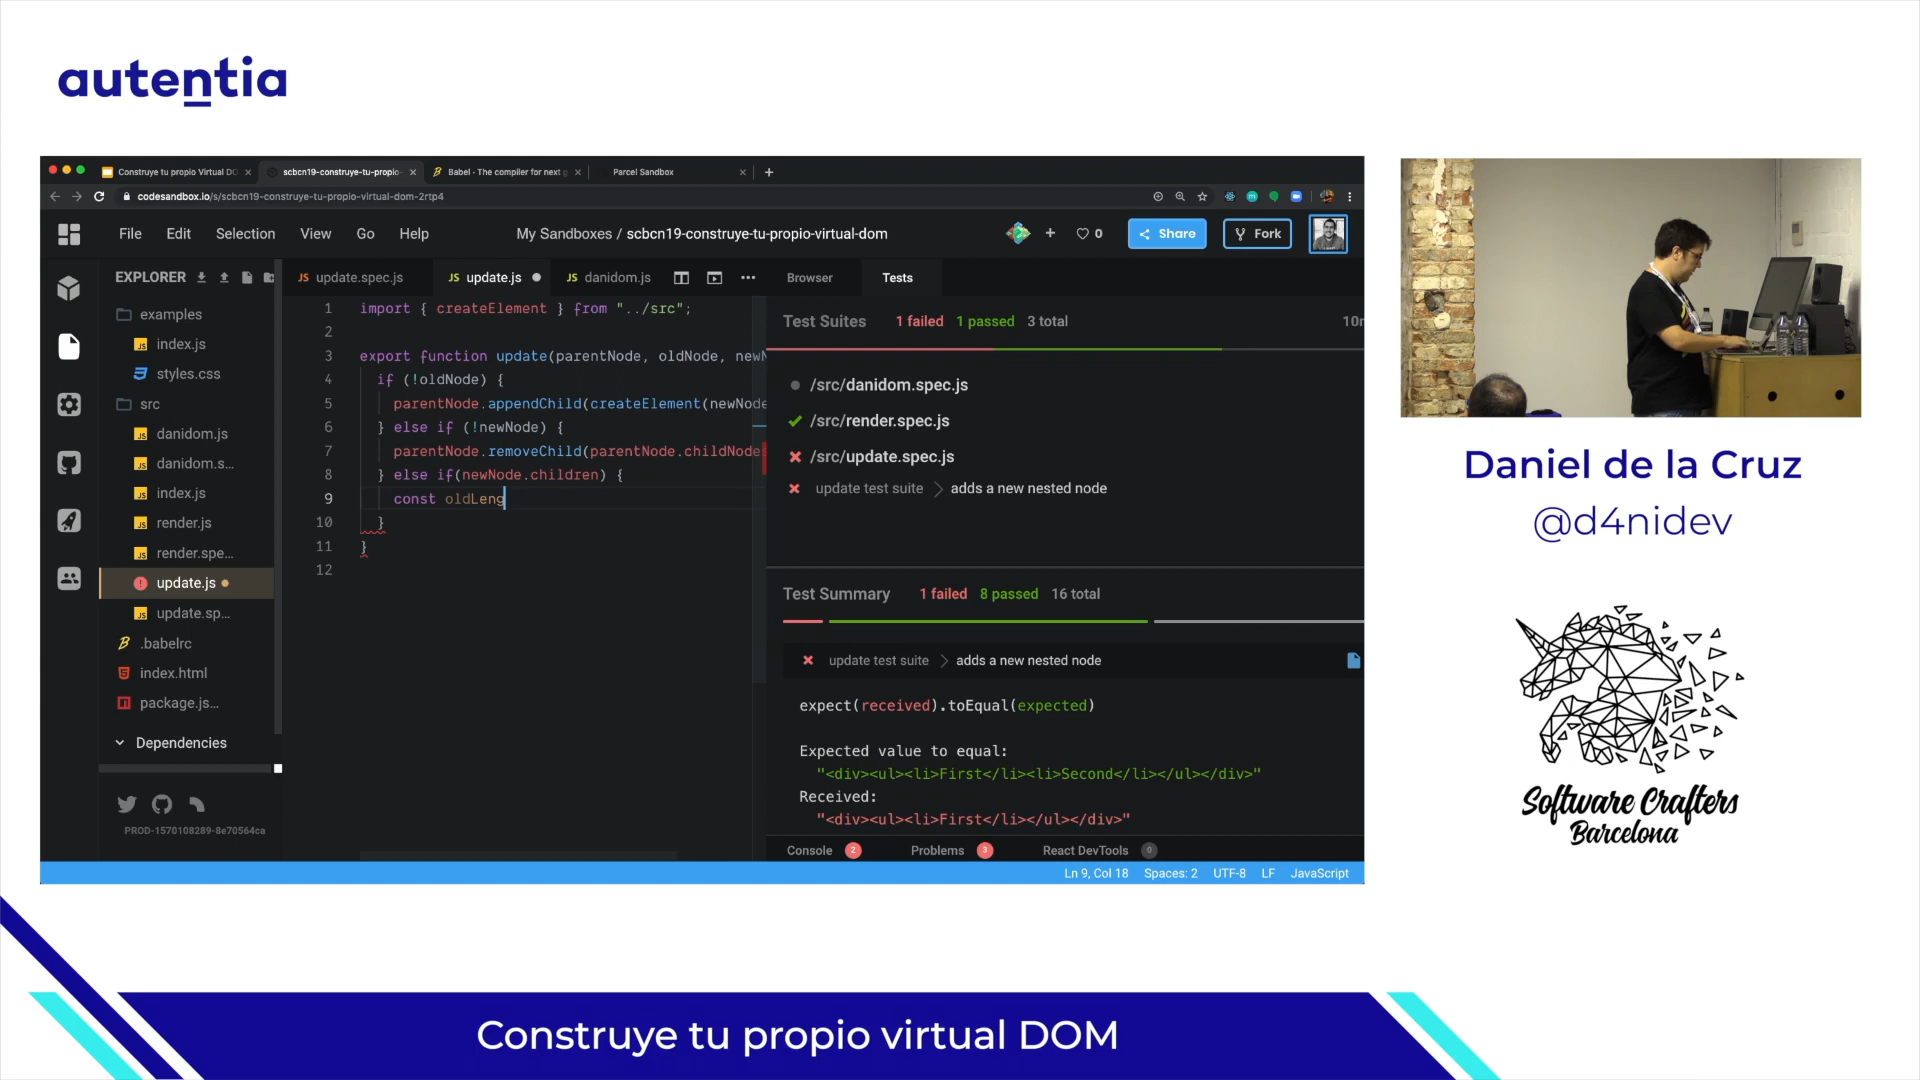 autentia
Construye tu propio Virtual DO
scbcn19-construye-tu-propio-
Babel · The compiler for next g
Parcel Sandbox
codesandbox.io/s/scbcn19-construye-tu-propio-virtual-dom-2rtp4
File Edit Selection View Go Help
My Sandboxes / scbcn19-construye-tu-propio-virtual-dom
0
Share
Fork
EXPLORER
examples
index.js
styles.css
src
danidom.js
danidom.s...
index.js
render.js
render.spe...
update.js
update.sp...
.babelrc
index.html
package.js...
Dependencies
PROD-1570108289-8e70564ca
JS update.spec.js
JS update.js
JS danidom.js
1 import { createElement } from "../src";
2
3 export function update(parentNode, oldNode, newN
4 if (!oldNode) {
5 parentNode.appendChild(createElement(newNode
6 } else if (!newNode) {
7 parentNode.removeChild(parentNode.childNode
8 } else if(newNode.children) {
9 const oldLeng
10 }
11 }
12
Browser Tests
Test Suites 1 failed 1 passed 3 total 10m
/src/danidom.spec.js
/src/render.spec.js
/src/update.spec.js
update test suite > adds a new nested node
Test Summary 1 failed 8 passed 16 total
update test suite > adds a new nested node
expect(received).toEqual(expected)
Expected value to equal:
"<div><ul><li>First</li><li>Second</li></ul></div>"
Received:
"<div><ul><li>First</li></ul></div>"
Console 2 Problems 3 React DevTools 0
Ln 9, Col 18 Spaces: 2 UTF-8 LF JavaScript
Daniel de la Cruz
@d4nidev
Software Crafters
Barcelona
Construye tu propio virtual DOM